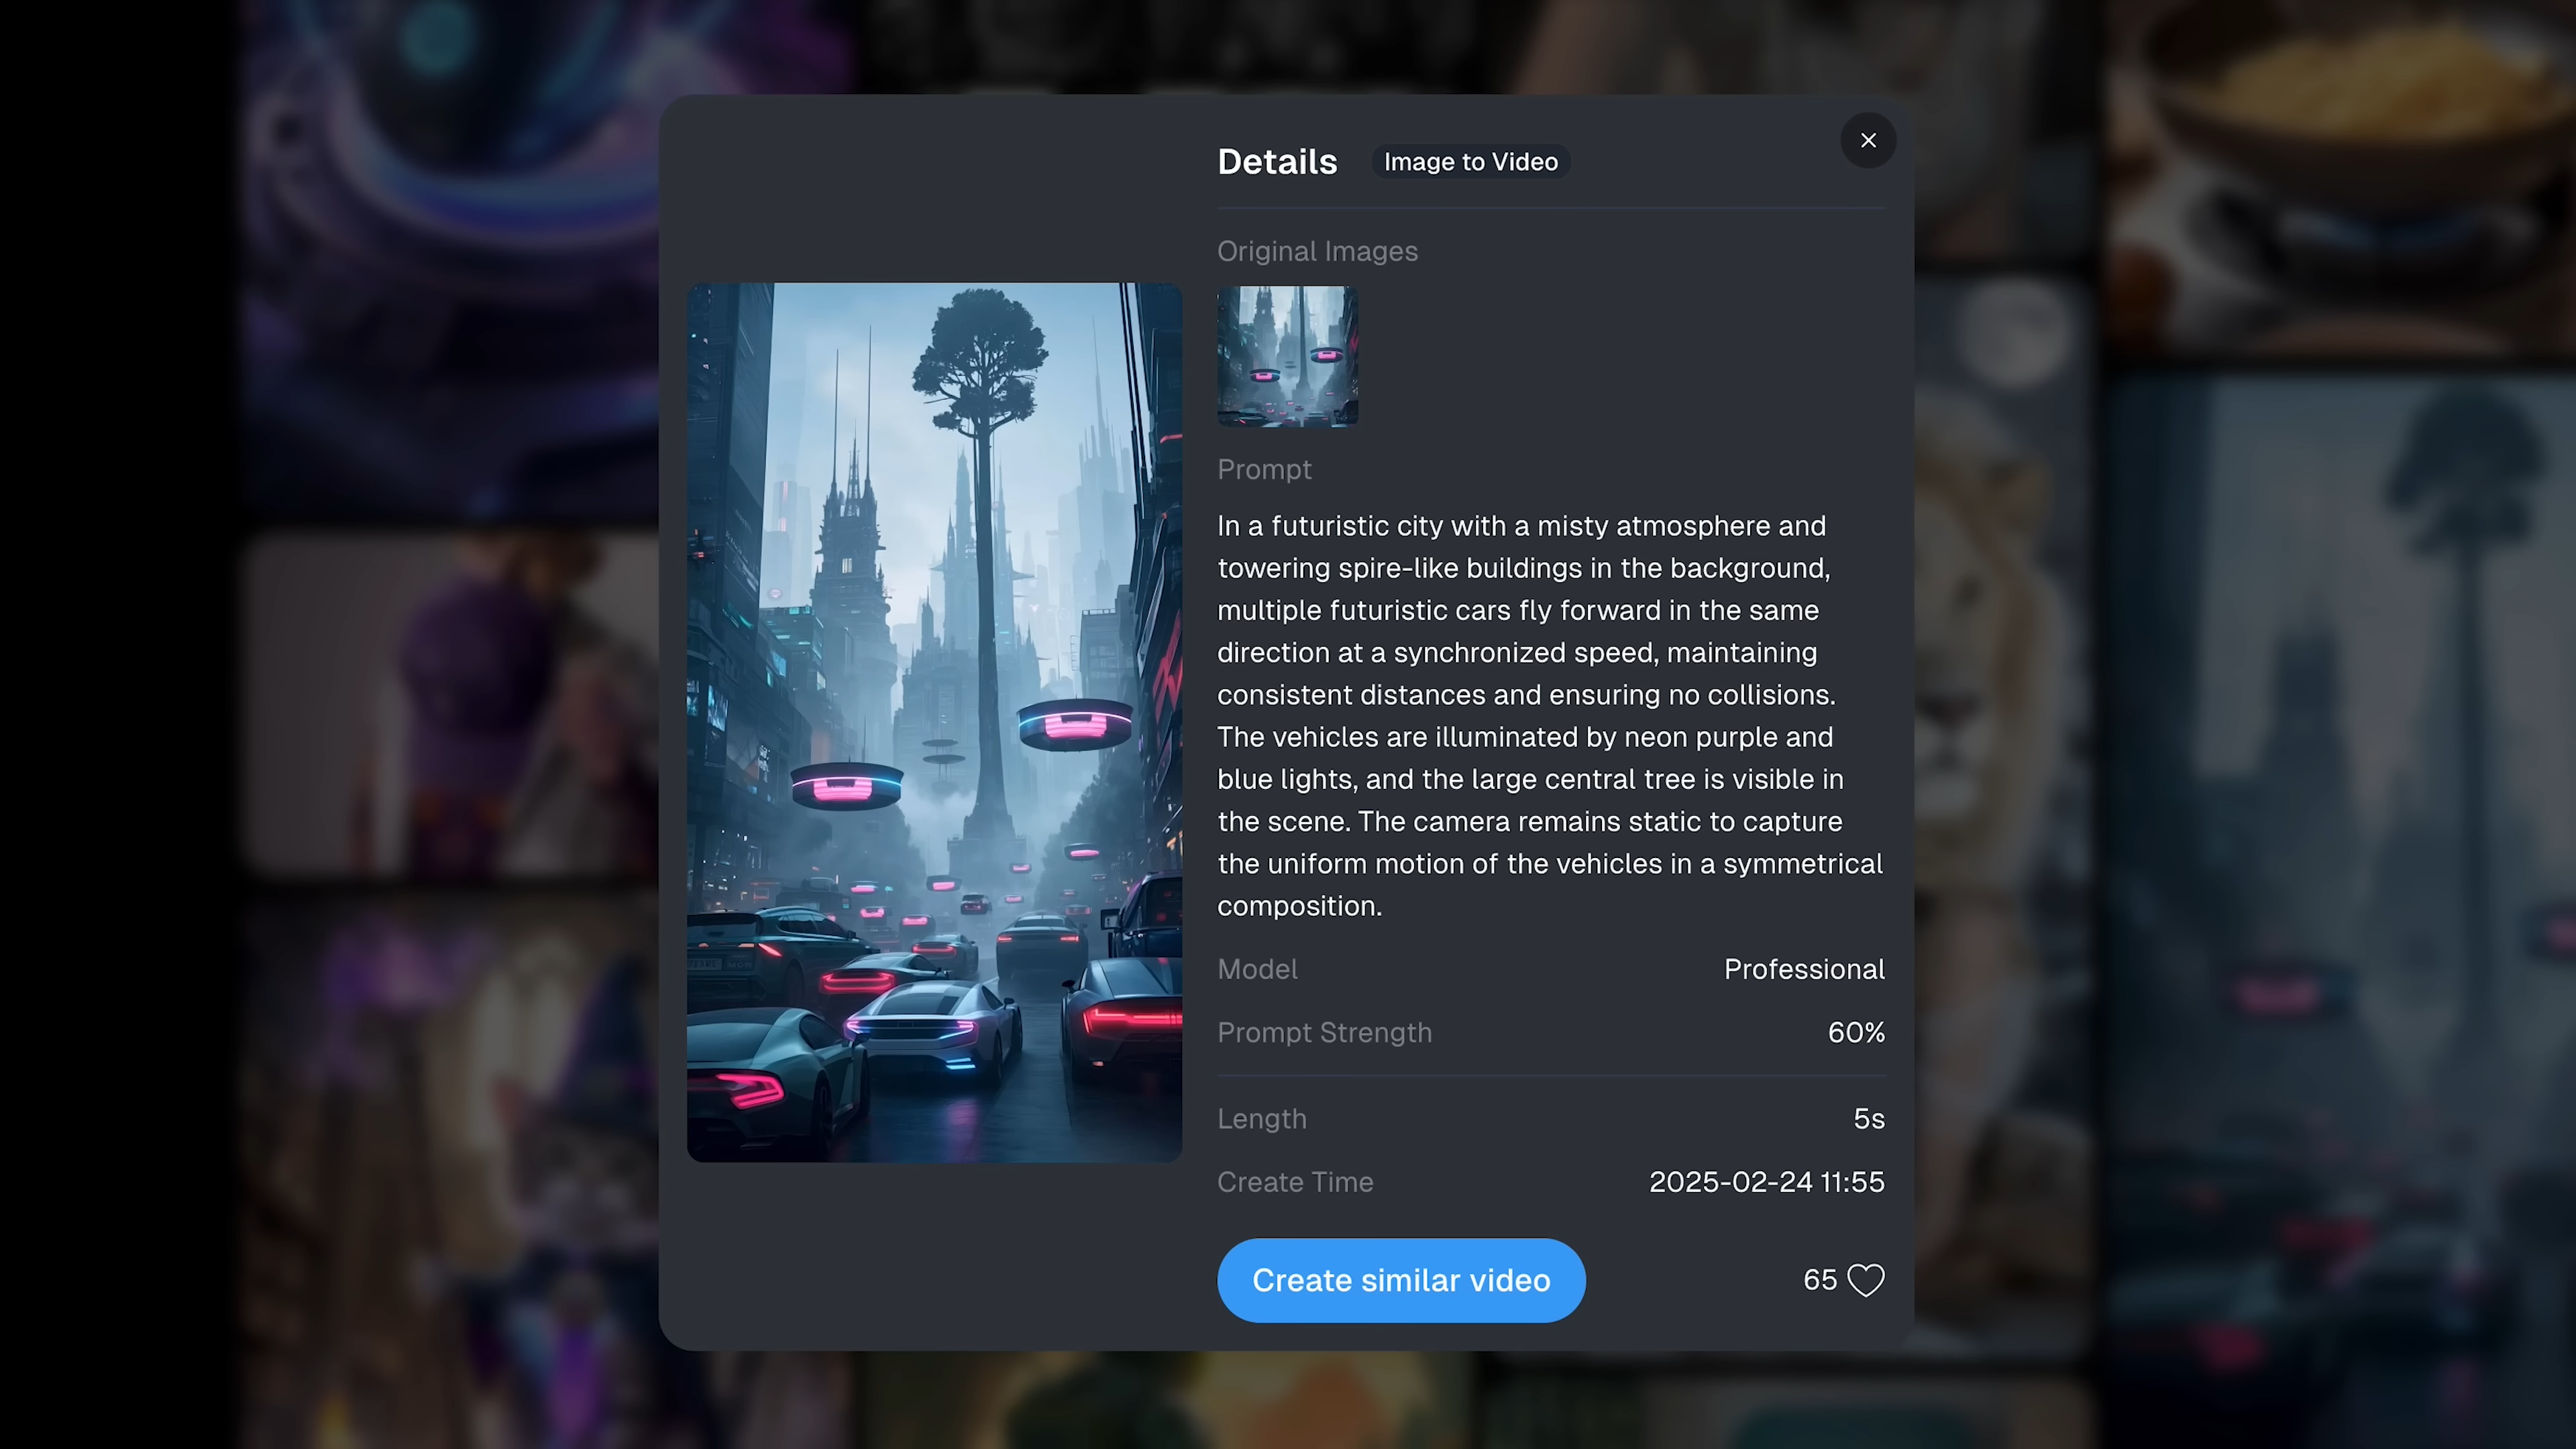 Details
Image to Video
Original Images
Prompt
In a futuristic city with a misty atmosphere and
towering spire-like buildings in the background,
multiple futuristic cars fly forward in the same
direction at a synchronized speed, maintaining
consistent distances and ensuring no collisions.
The vehicles are illuminated by neon purple and
blue lights, and the large central tree is visible in
the scene. The camera remains static to capture
the uniform motion of the vehicles in a symmetrical
composition.
Model Professional
Prompt Strength 60%
Length 5s
Create Time 2025-02-24 11:55
Create similar video 65